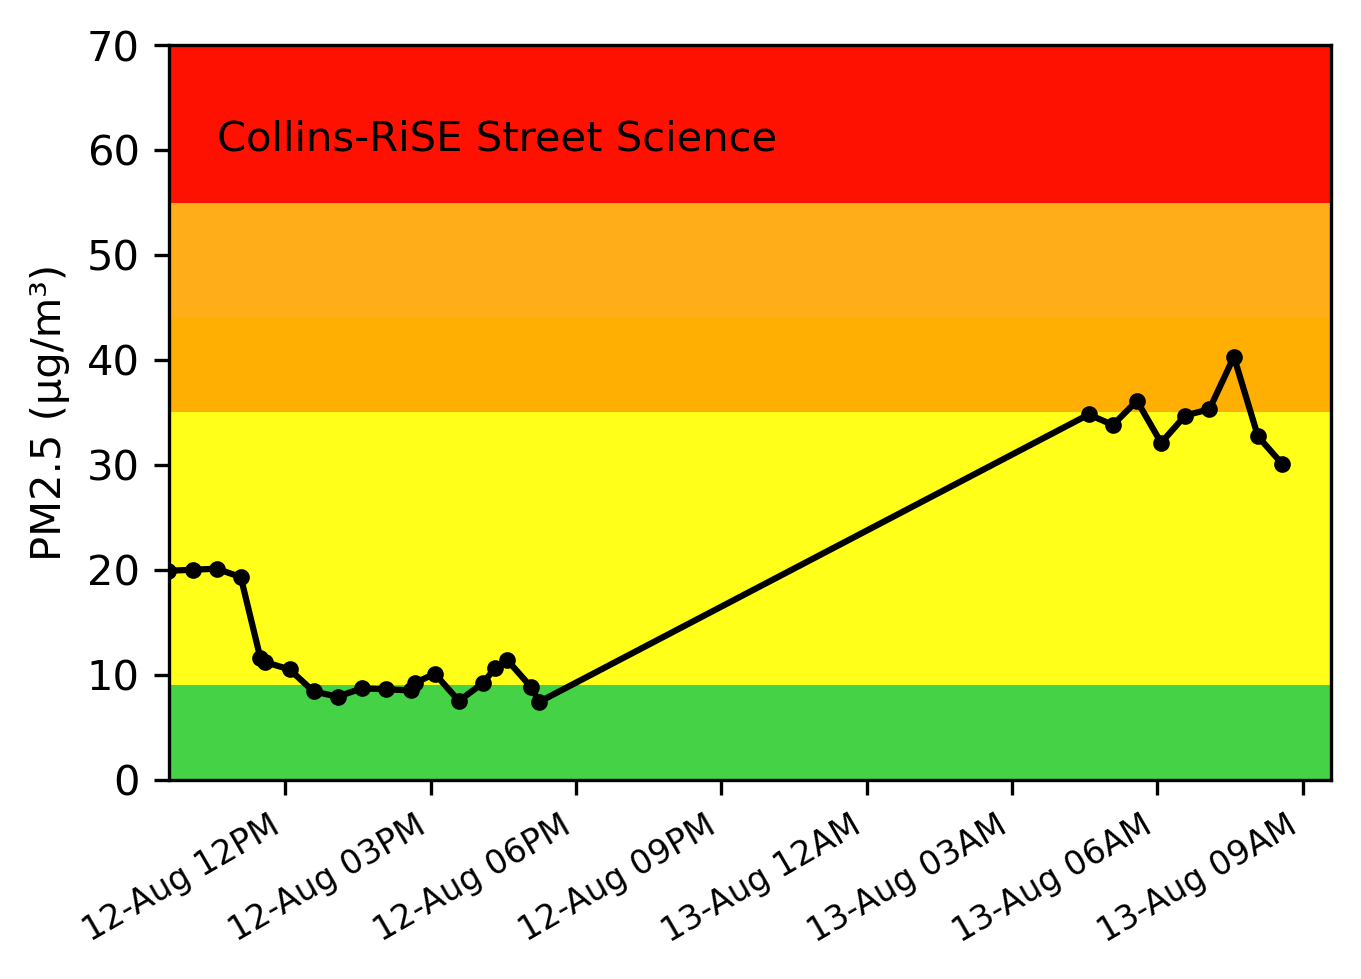 70
Collins-RiSE Street Science
60
50
40
30
20
10
0
PM2.5 (µg/m³)
12-Aug 12PM
12-Aug 03PM
12-Aug 06PM
12-Aug 09PM
13-Aug 12AM
13-Aug 03AM
13-Aug 06AM
13-Aug 09AM